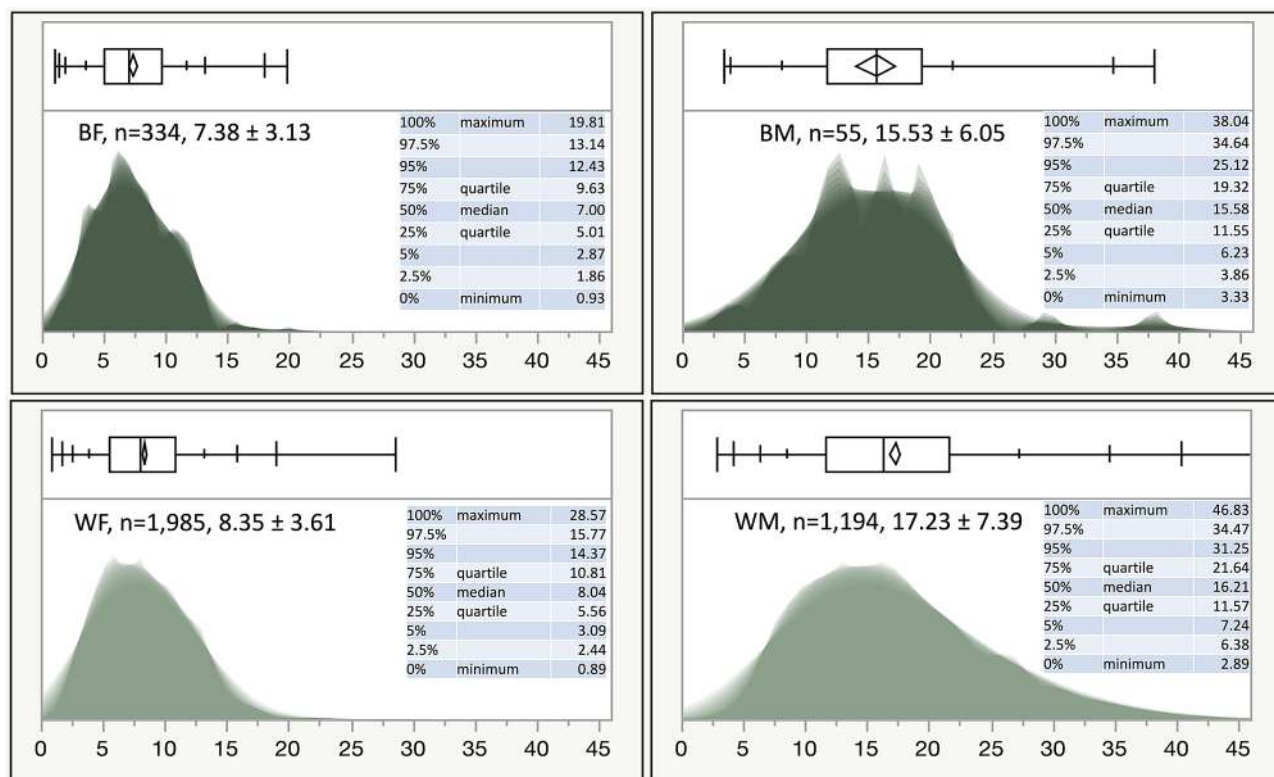 BF, n=334, 7.38 ± 3.13
100% maximum 19.81
97.5% 13.14
95% 12.43
75% quartile 9.63
50% median 7.00
25% quartile 5.01
5% 2.87
2.5% 1.86
0% minimum 0.93
0 5 10 15 20 25 30 35 40 45
BM, n=55, 15.53 ± 6.05
100% maximum 38.04
97.5% 34.64
95% 25.12
75% quartile 19.32
50% median 15.58
25% quartile 11.55
5% 6.23
2.5% 3.86
0% minimum 3.33
0 5 10 15 20 25 30 35 40 45
WF, n=1,985, 8.35 ± 3.61
100% maximum 28.57
97.5% 15.77
95% 14.37
75% quartile 10.81
50% median 8.04
25% quartile 5.56
5% 3.09
2.5% 2.44
0% minimum 0.89
0 5 10 15 20 25 30 35 40 45
WM, n=1,194, 17.23 ± 7.39
100% maximum 46.83
97.5% 34.47
95% 31.25
75% quartile 21.64
50% median 16.21
25% quartile 11.57
5% 7.24
2.5% 6.38
0% minimum 2.89
0 5 10 15 20 25 30 35 40 45